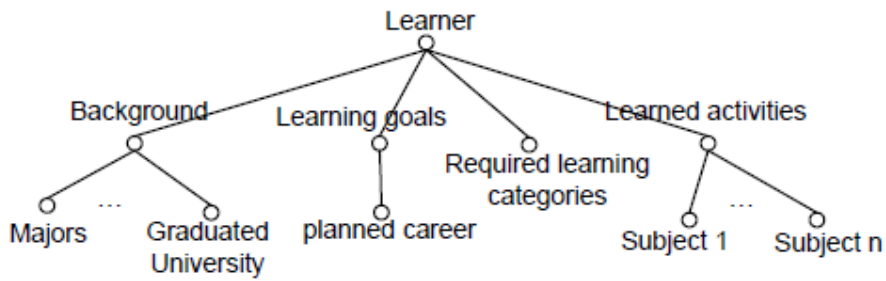 Learner
Background
Learning goals
Learned activities
Required learning
categories
...
...
Majors
Graduated
University
planned career
Subject 1
Subject n